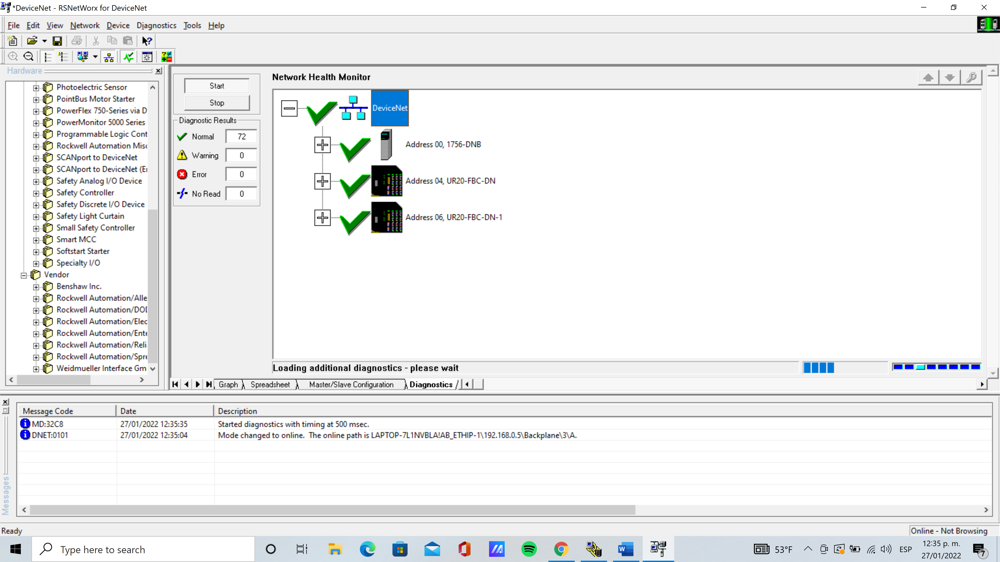 *DeviceNet - RSNetWorx for DeviceNet
File Edit View Network Device Diagnostics Tools Help
Hardware
Photoelectric Sensor
PointBus Motor Starter
PowerFlex 750-Series via D
PowerMonitor 5000 Series
Programmable Logic Cont
Rockwell Automation Misc
SCANport to DeviceNet
SCANport to DeviceNet (Er
Safety Analog I/O Device
Safety Controller
Safety Discrete I/O Device
Safety Light Curtain
Small Safety Controller
Smart MCC
Softstart Starter
Specialty I/O
Vendor
Benshaw Inc.
Rockwell Automation/Alle
Rockwell Automation/DOD
Rockwell Automation/Elec
Rockwell Automation/Ente
Rockwell Automation/Reli
Rockwell Automation/Spre
Weidmueller Interface Gm
Start
Stop
Diagnostic Results
Normal 72
Warning 0
Error 0
No Read 0
Network Health Monitor
DeviceNet
Address 00, 1756-DNB
Address 04, UR20-FBC-DN
Address 06, UR20-FBC-DN-1
Loading additional diagnostics - please wait
Graph Spreadsheet Master/Slave Configuration Diagnostics
Messages
Message Code Date Description
MD:32C8 27/01/2022 12:35:35 Started diagnostics with timing at 500 msec.
DNET:0101 27/01/2022 12:35:04 Mode changed to online. The online path is LAPTOP-7L1NVBLA!AB_ETHIP-1\192.168.0.5\Backplane\3\A.
Ready
Online - Not Browsing
Type here to search
53°F
ESP
12:35 p. m.
27/01/2022
7